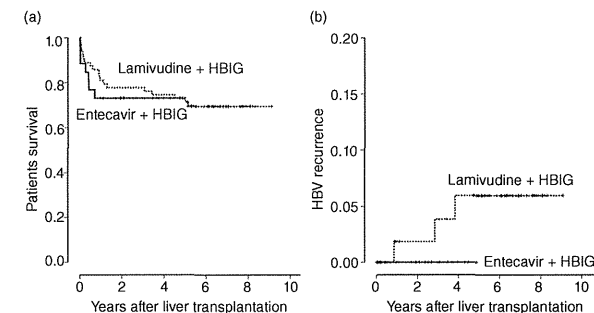 (a)
1.0
0.8
0.6
0.4
0.2
0.0
Patients survival
Lamivudine + HBIG
Entecavir + HBIG
0 2 4 6 8 10
Years after liver transplantation
(b)
0.20
0.15
0.10
0.05
0.00
HBV recurrence
Lamivudine + HBIG
Entecavir + HBIG
0 2 4 6 8 10
Years after liver transplantation